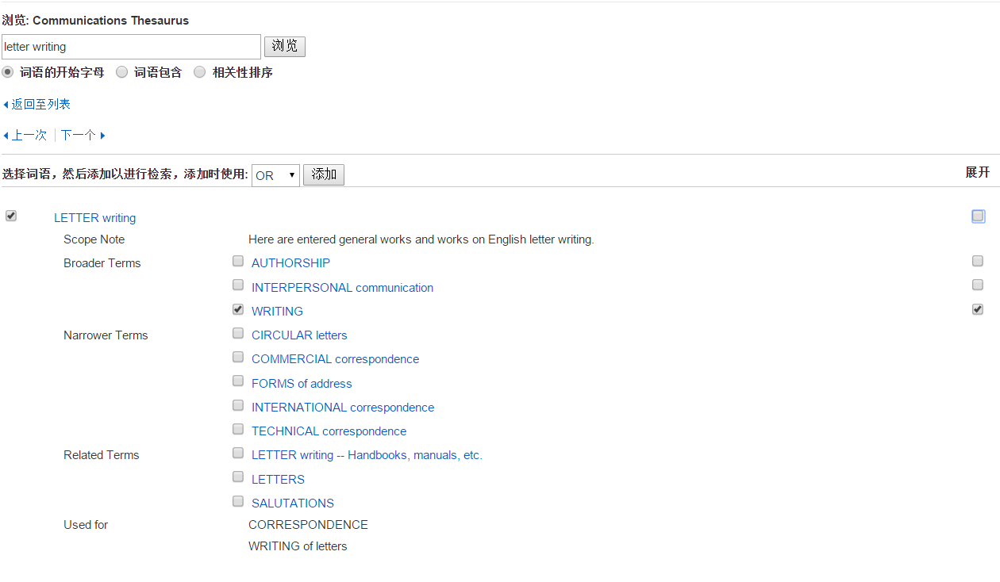 浏览: Communications Thesaurus
letter writing 浏览
词语的开始字母 词语包含 相关性排序
返回至列表
上一次 下一个
选择词语，然后添加以进行检索，添加时使用: OR 添加 展开
LETTER writing
Scope Note Here are entered general works and works on English letter writing.
Broader Terms AUTHORSHIP
INTERPERSONAL communication
WRITING
Narrower Terms CIRCULAR letters
COMMERCIAL correspondence
FORMS of address
INTERNATIONAL correspondence
TECHNICAL correspondence
Related Terms LETTER writing -- Handbooks, manuals, etc.
LETTERS
SALUTATIONS
Used for CORRESPONDENCE
WRITING of letters